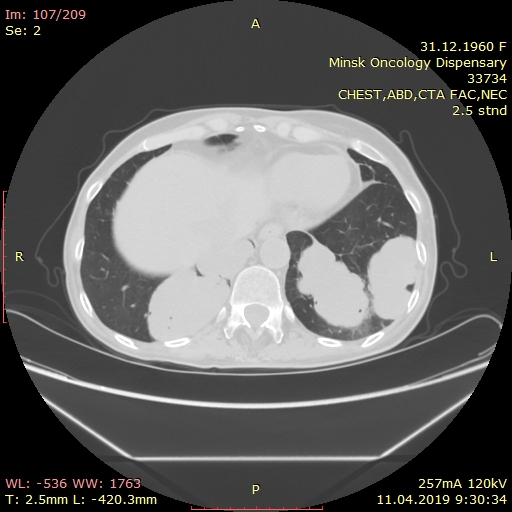 Im: 107/209
Se: 2
A
31.12.1960 F
Minsk Oncology Dispensary
33734
CHEST,ABD,CTA FAC,NEC
2.5 stnd
R
L
WL: -536 WW: 1763
T: 2.5mm L: -420.3mm
P
257mA 120kV
11.04.2019 9:30:34